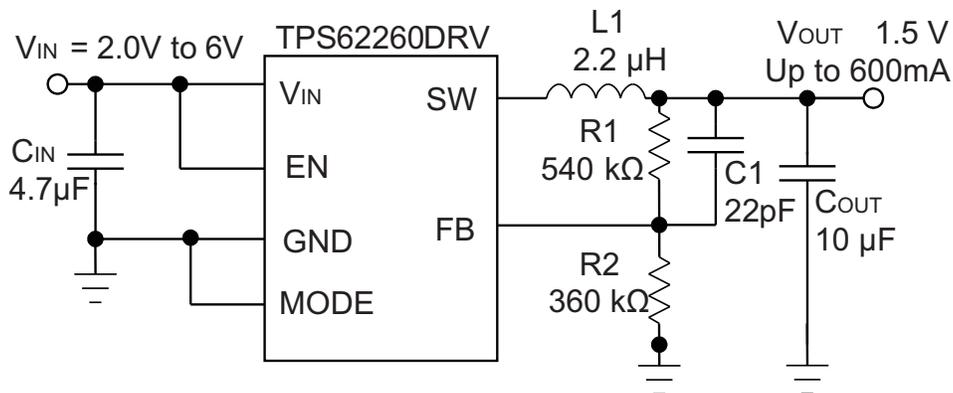 VIN = 2.0V to 6V
TPS62260DRV
L1
2.2 µH
VOUT 1.5 V
Up to 600mA
VIN
SW
CIN
4.7µF
EN
R1
540 kΩ
C1
22pF
COUT
10 µF
GND
FB
MODE
R2
360 kΩ